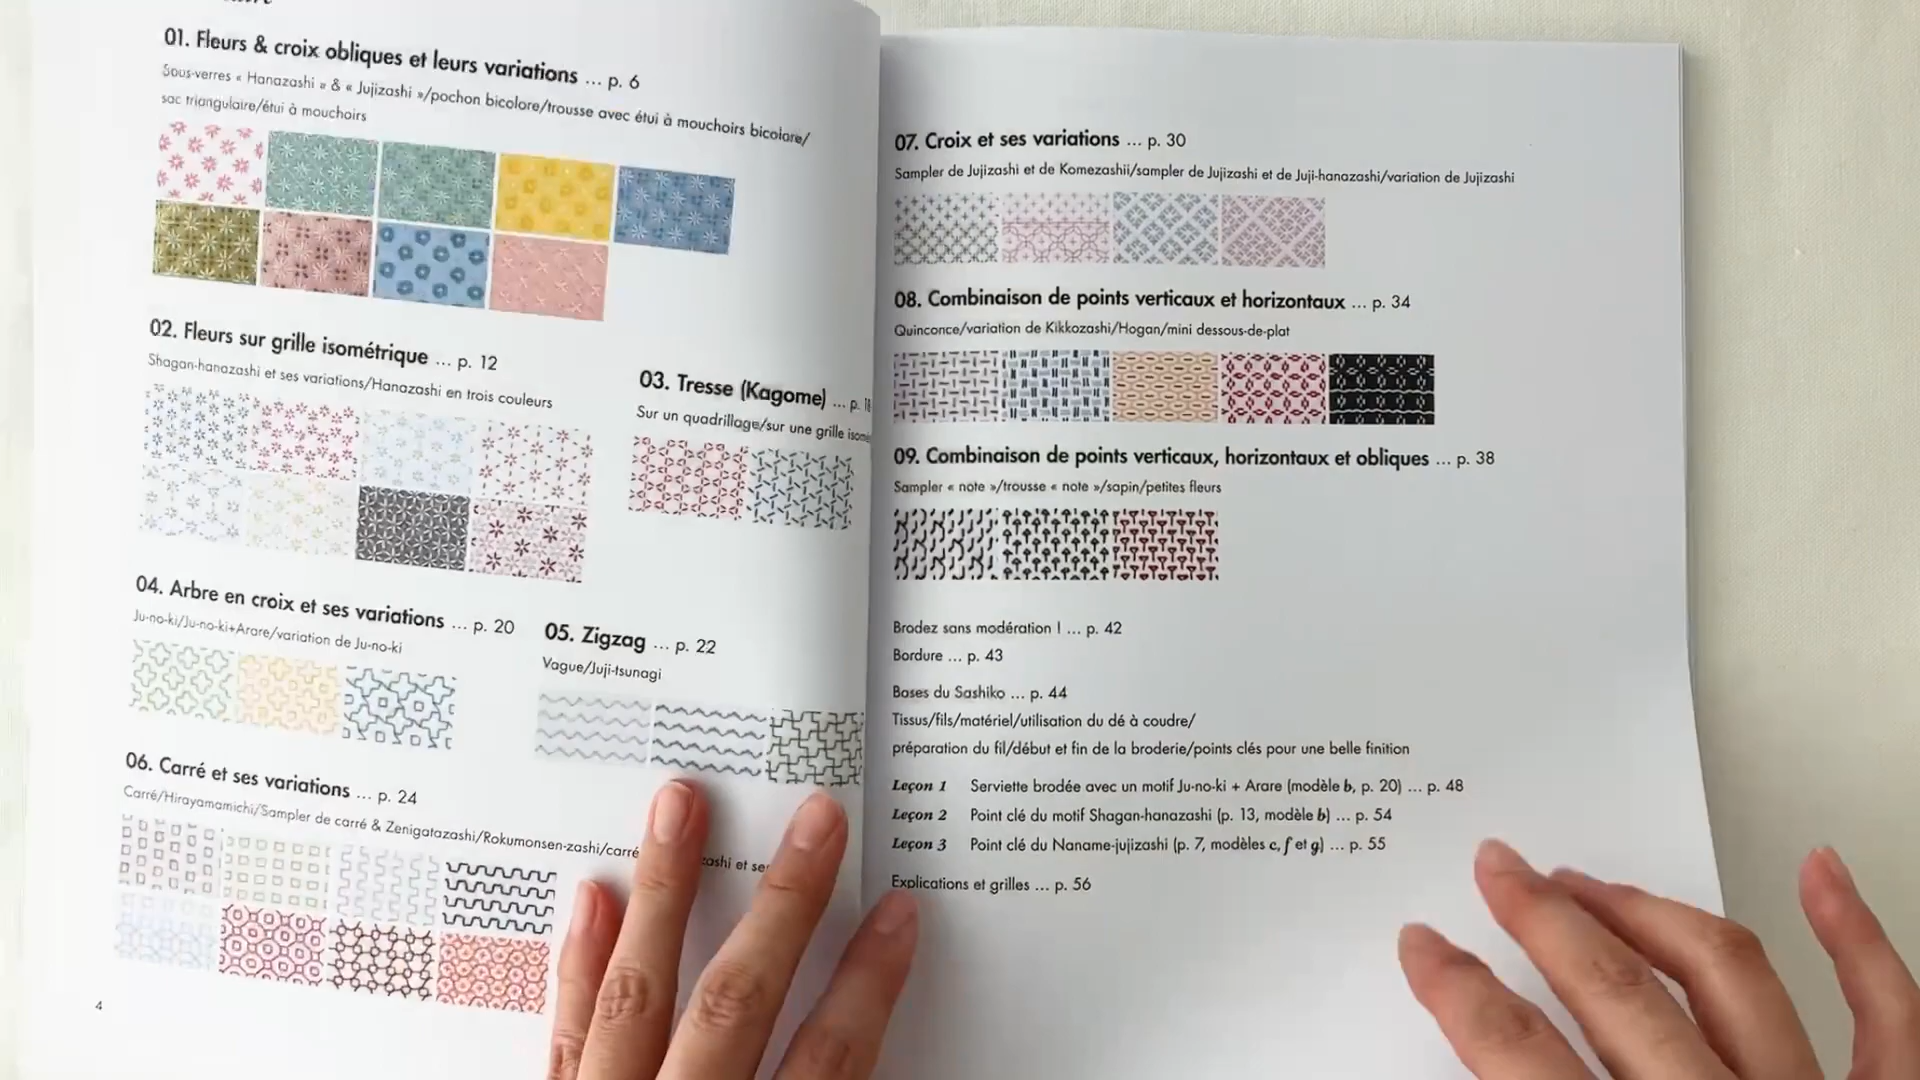 01. Fleurs & croix obliques et leurs variations ... p. 6
Sous-verres « Hanazashi » & « Jujizashi »/pochon bicolore/trousse avec étui à mouchoirs bicolore/
sac triangulaire/étui à mouchoirs
02. Fleurs sur grille isométrique ... p. 12
Shagan-hanazashi et ses variations/Hanazashi en trois couleurs
03. Tresse (Kagome) ... p.
Sur un quadrillage/sur une grille
04. Arbre en croix et ses variations ... p. 20
Ju-no-ki/Ju-no-ki+Arare/variation de Ju-no-ki
05. Zigzag ... p. 22
Vague/Juji-tsunagi
06. Carré et ses variations ... p. 24
Carré/Hirayamamichi/Sampler de carré & Zenigatazashi/Rokumonsen-zashi/carré et
4
07. Croix et ses variations ... p. 30
Sampler de Jujizashi et de Komezashii/sampler de Jujizashi et de Juji-hanazashi/variation de Jujizashi
08. Combinaison de points verticaux et horizontaux ... p. 34
Quinconce/variation de Kikkozashi/Hogan/mini dessous-de-plat
09. Combinaison de points verticaux, horizontaux et obliques ... p. 38
Sampler « note »/trousse « note »/sapin/petites fleurs
Brodez sans modération ! ... p. 42
Bordure ... p. 43
Bases du Sashiko ... p. 44
Tissus/fils/matériel/utilisation du dé à coudre/
préparation du fil/début et fin de la broderie/points clés pour une belle finition
Leçon 1 Serviette brodée avec un motif Ju-no-ki + Arare (modèle b, p. 20) ... p. 48
Leçon 2 Point clé du motif Shagan-hanazashi (p. 13, modèle b) ... p. 54
Leçon 3 Point clé du Naname-jujizashi (p. 7, modèles c, f et g) ... p. 55
Explications et grilles ... p. 56